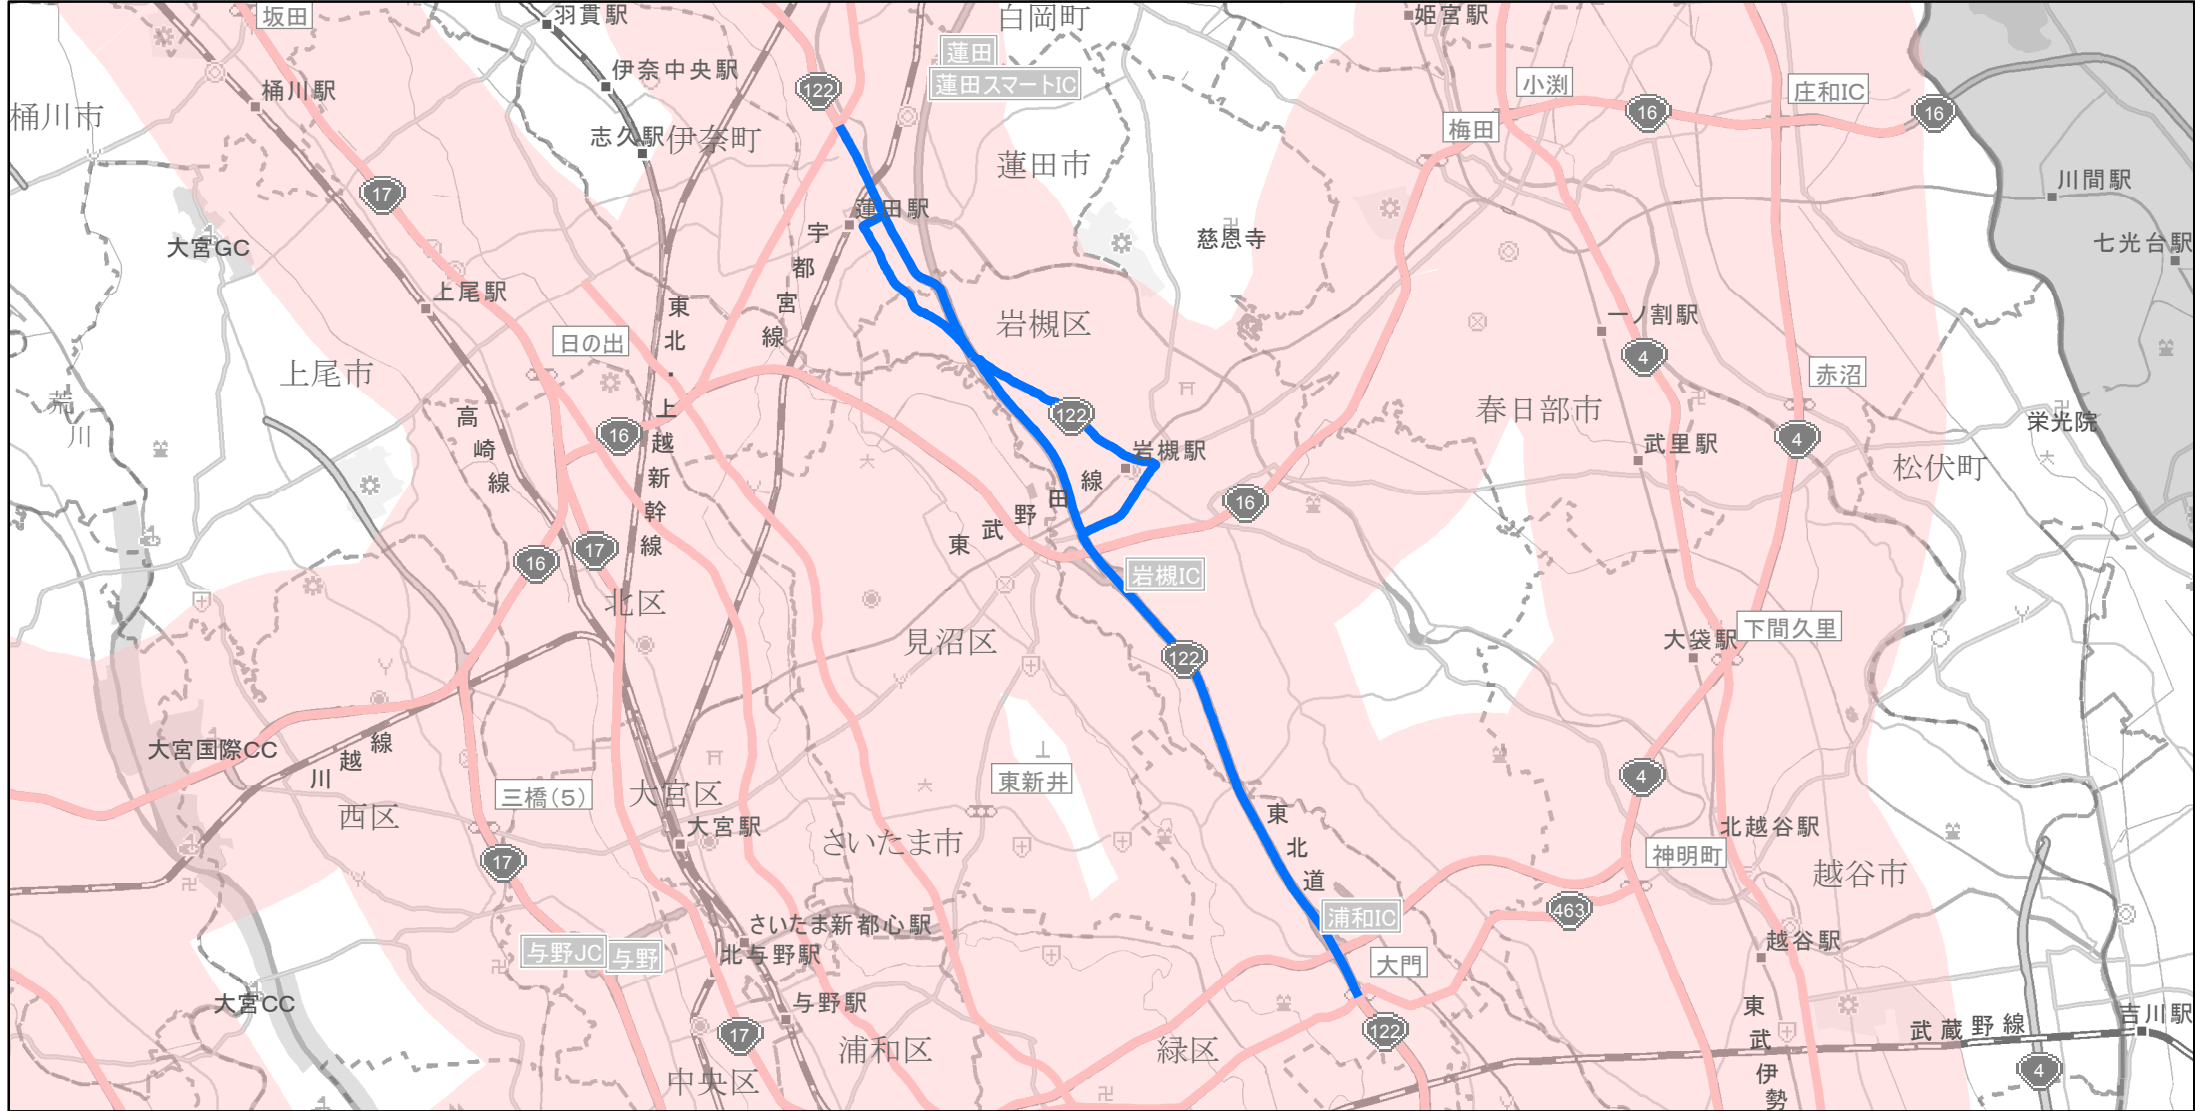 坂田
羽貫駅
白岡町
姫宮駅
蓮田
蓮田スマートIC
伊奈中央駅
桶川駅
122
小渕
庄和IC
16
16
桶川市
志久駅
伊奈町
梅田
蓮田市
17
川間駅
蓮田駅
大宮GC
宇都宮線
慈恩寺
七光台駅
上尾駅
東北上越新幹線
岩槻区
一ノ割駅
日の出
4
上尾市
赤沼
荒川
高崎線
122
春日部市
栄光院
16
岩槻駅
武里駅
4
松伏町
東武野田線
16
17
16
岩槻IC
北区
見沼区
下間久里
大袋駅
122
大宮国際CC
川越線
東新井
4
三橋(5)
大宮区
西区
大宮駅
さいたま市
東北道
北越谷駅
神明町
17
越谷市
463
浦和IC
さいたま新都心駅
与野JC
与野
北与野駅
越谷駅
大門
大宮CC
与野駅
東武伊勢
吉川駅
17
122
武蔵野線
浦和区
緑区
中央区
4